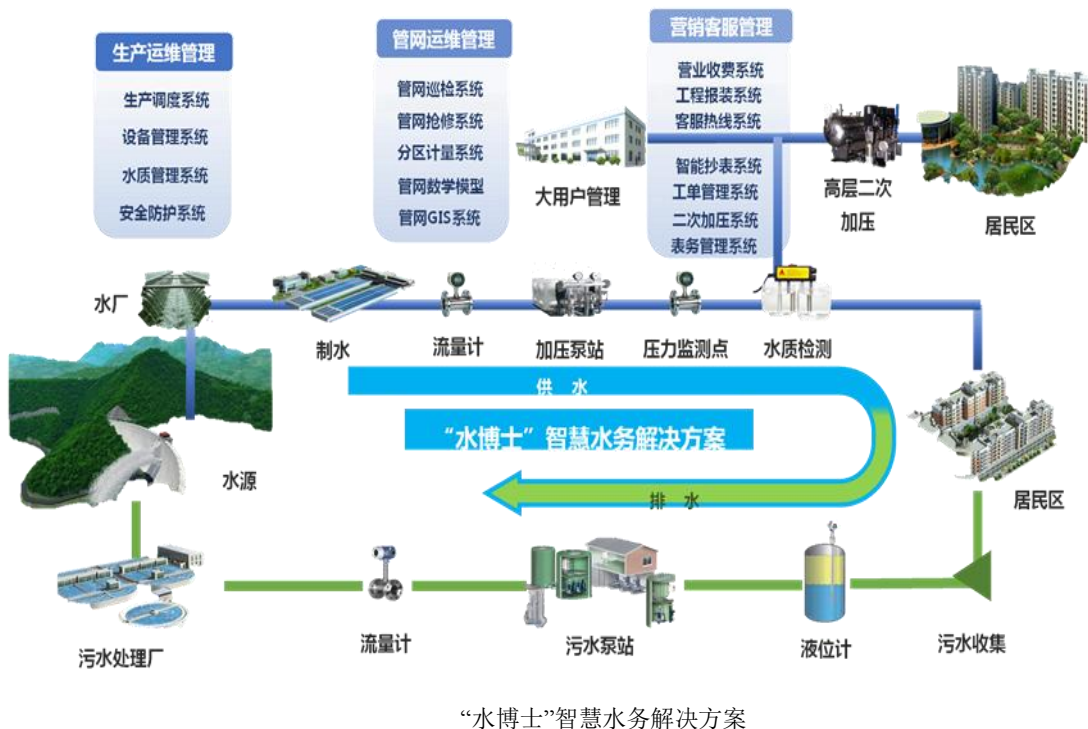 生产运维管理
生产调度系统
设备管理系统
水质管理系统
安全防护系统
管网运维管理
管网巡检系统
管网抢修系统
分区计量系统
管网数学模型
管网GIS系统
营销客服管理
营业收费系统
工程报装系统
客服热线系统
智能抄表系统
工单管理系统
二次加压系统
表务管理系统
大用户管理
高层二次
加压
居民区
水厂
制水
流量计
加压泵站
压力监测点
水质检测
供 水
“水博士”智慧水务解决方案
排 水
水源
居民区
污水处理厂
流量计
污水泵站
液位计
污水收集
“水博士”智慧水务解决方案